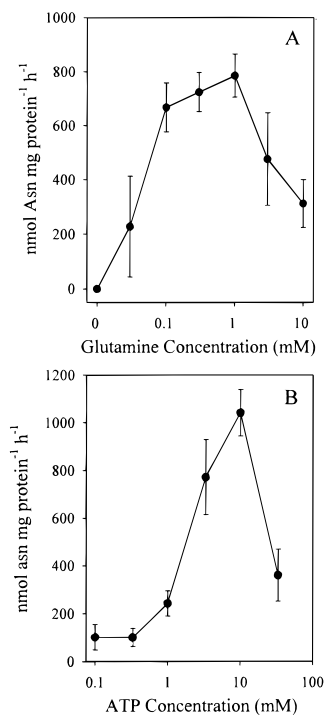 A
1000
800
600
400
200
0
nmol Asn mg protein⁻¹ h⁻¹
0 0.1 1 10
Glutamine Concentration (mM)
B
1200
1000
800
600
400
200
0
nmol asn mg protein⁻¹ h⁻¹
0.1 1 10 100
ATP Concentration (mM)